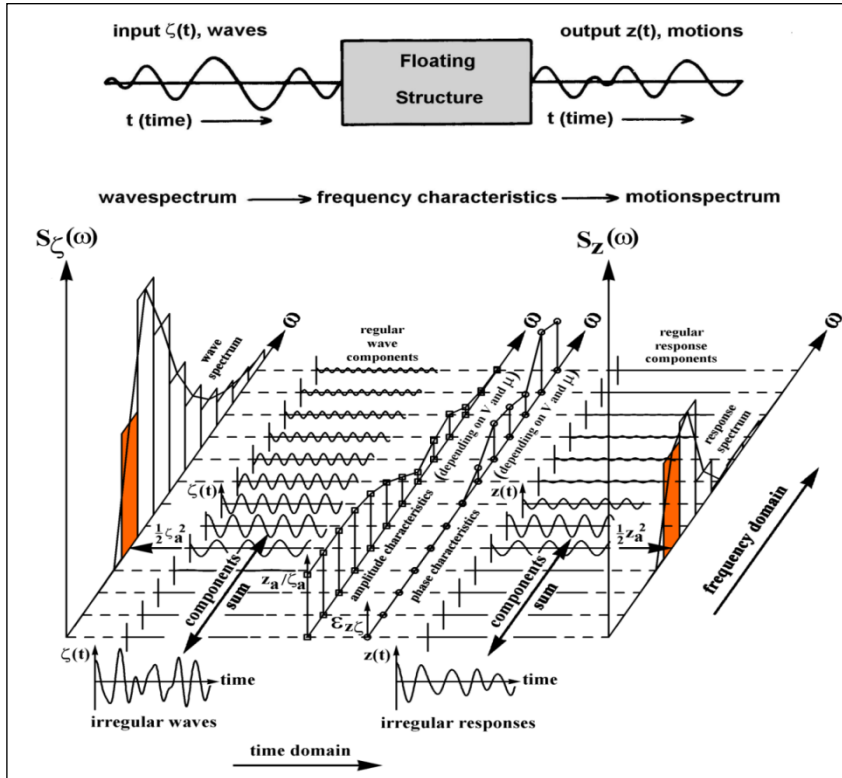 input ζ(t), waves
output z(t), motions
Floating
Structure
t (time)
t (time)
wavespectrum
frequency characteristics
motionspectrum
Sζ(ω)
Sz(ω)
ω
ω
ω
ω
wave
spectrum
regular
wave
components
(depending on V and μ)
(depending on V and μ)
regular
response
components
response
spectrum
ζ(t)
z(t)
½ζa²
½za²
amplitude characteristics
phase characteristics
za/ζa
εzζ
components
sum
components
sum
frequency domain
ζ(t)
time
irregular waves
z(t)
time
irregular responses
time domain